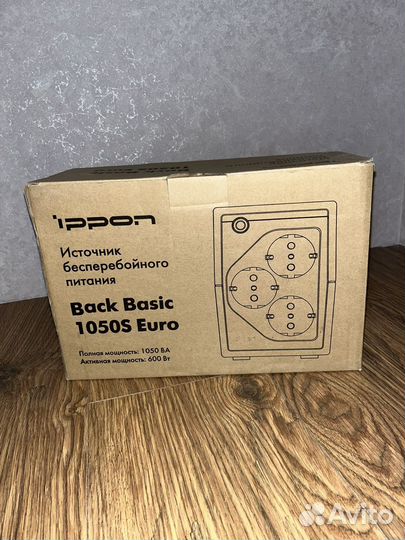 ippon
Источник
бесперебойного
питания
Back Basic
1050S Euro
Полная мощность: 1050 ВА
Активная мощность: 600 Вт
Avito